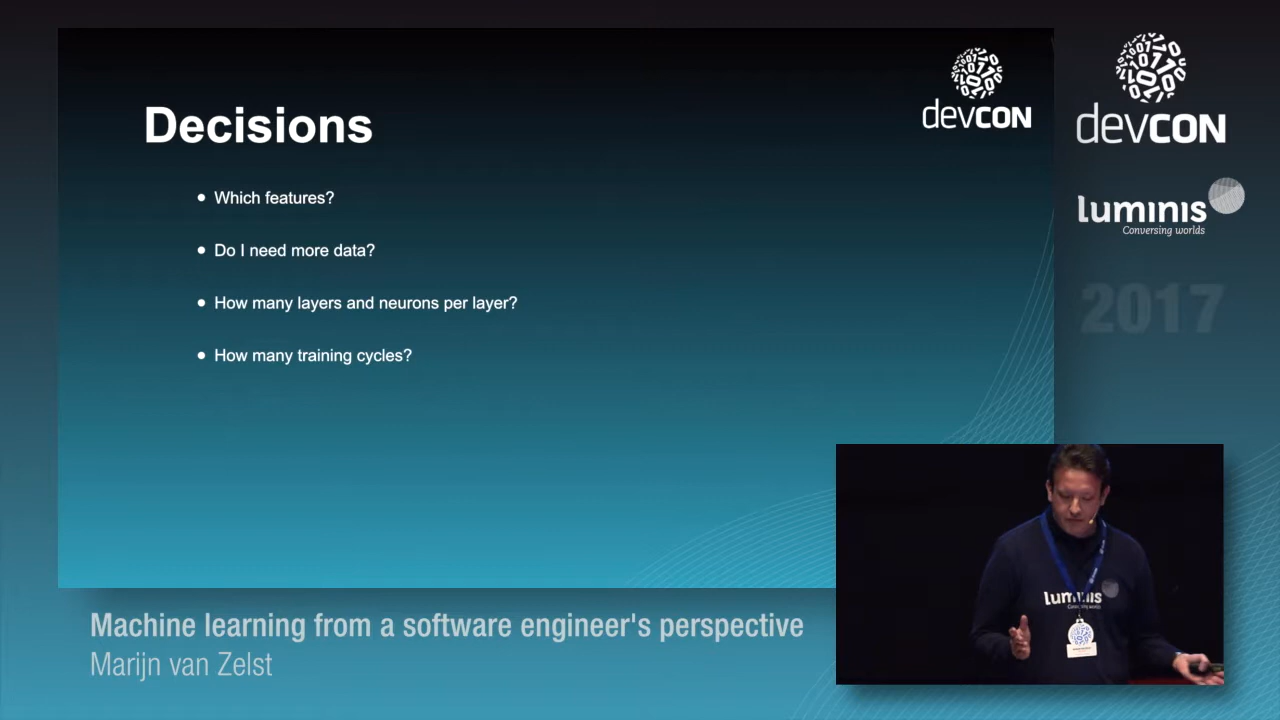 Decisions
Which features?
Do I need more data?
How many layers and neurons per layer?
How many training cycles?
devcon
devcon
luminis
Conversing worlds
2017
Machine learning from a software engineer's perspective
Marijn van Zelst
luminis